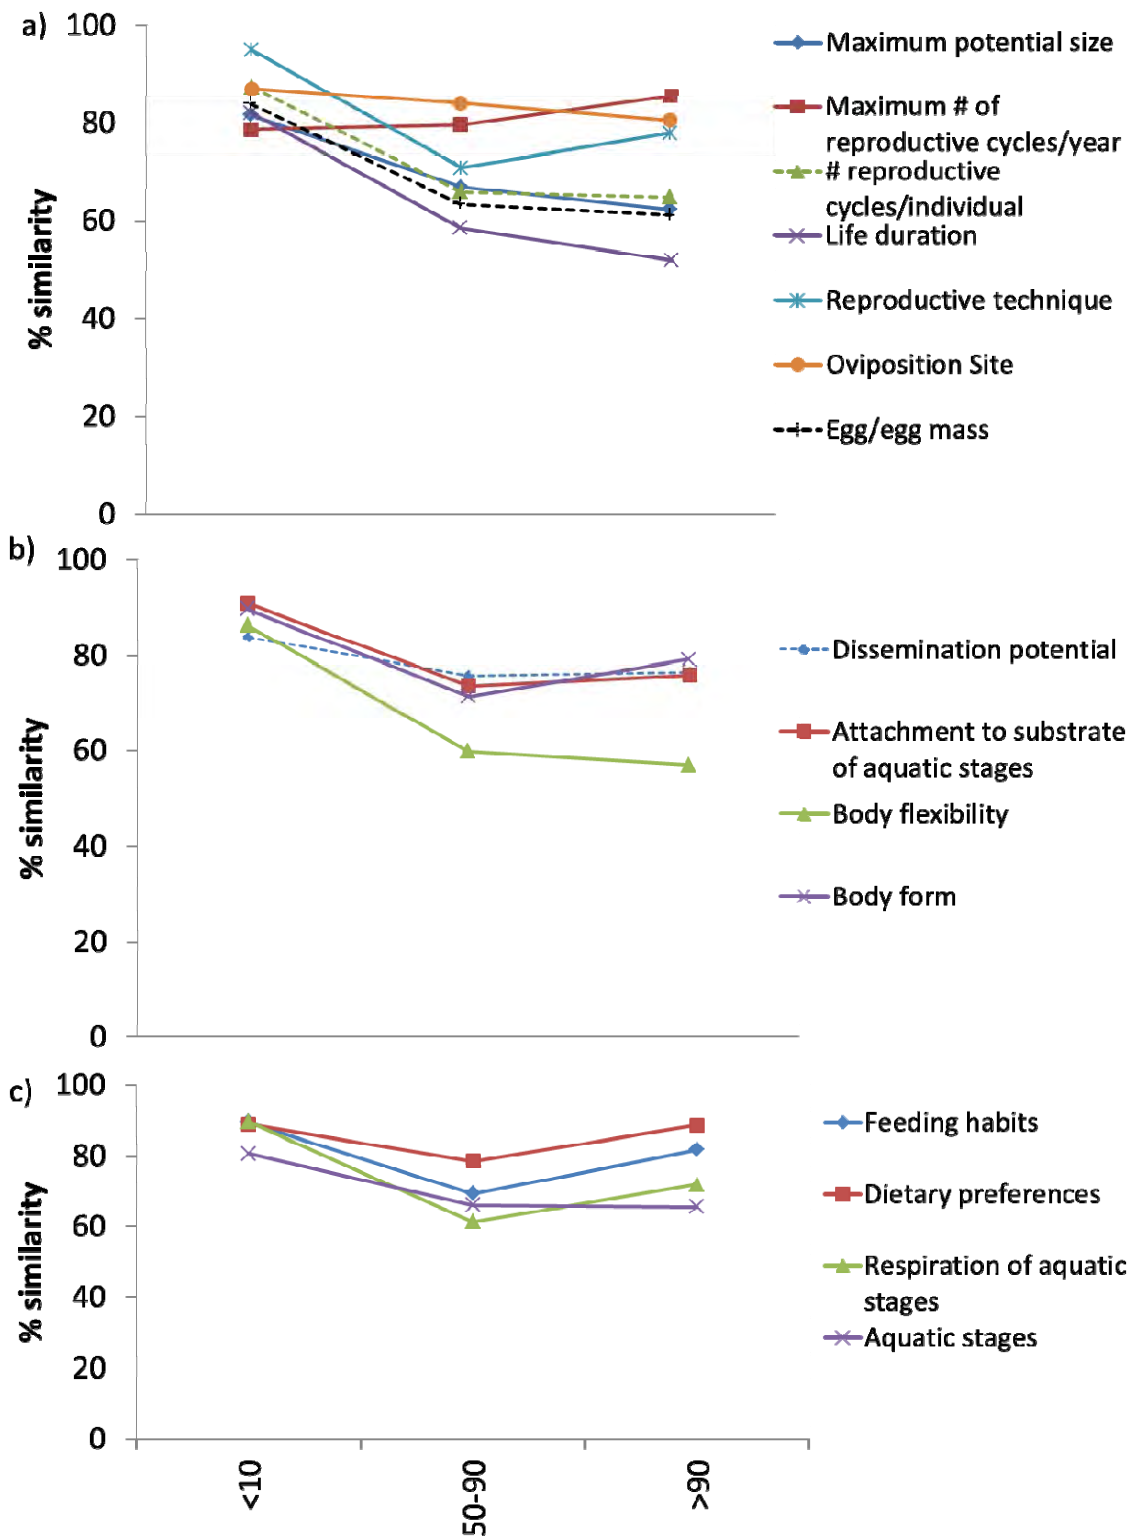 a)
100
80
60
40
20
0
% similarity
Maximum potential size
Maximum # of
reproductive cycles/year
# reproductive
cycles/individual
Life duration
Reproductive technique
Oviposition Site
Egg/egg mass
b)
100
80
60
40
20
0
% similarity
Dissemination potential
Attachment to substrate
of aquatic stages
Body flexibility
Body form
c)
100
80
60
40
20
0
% similarity
Feeding habits
Dietary preferences
Respiration of aquatic
stages
Aquatic stages
<10
50-90
>90